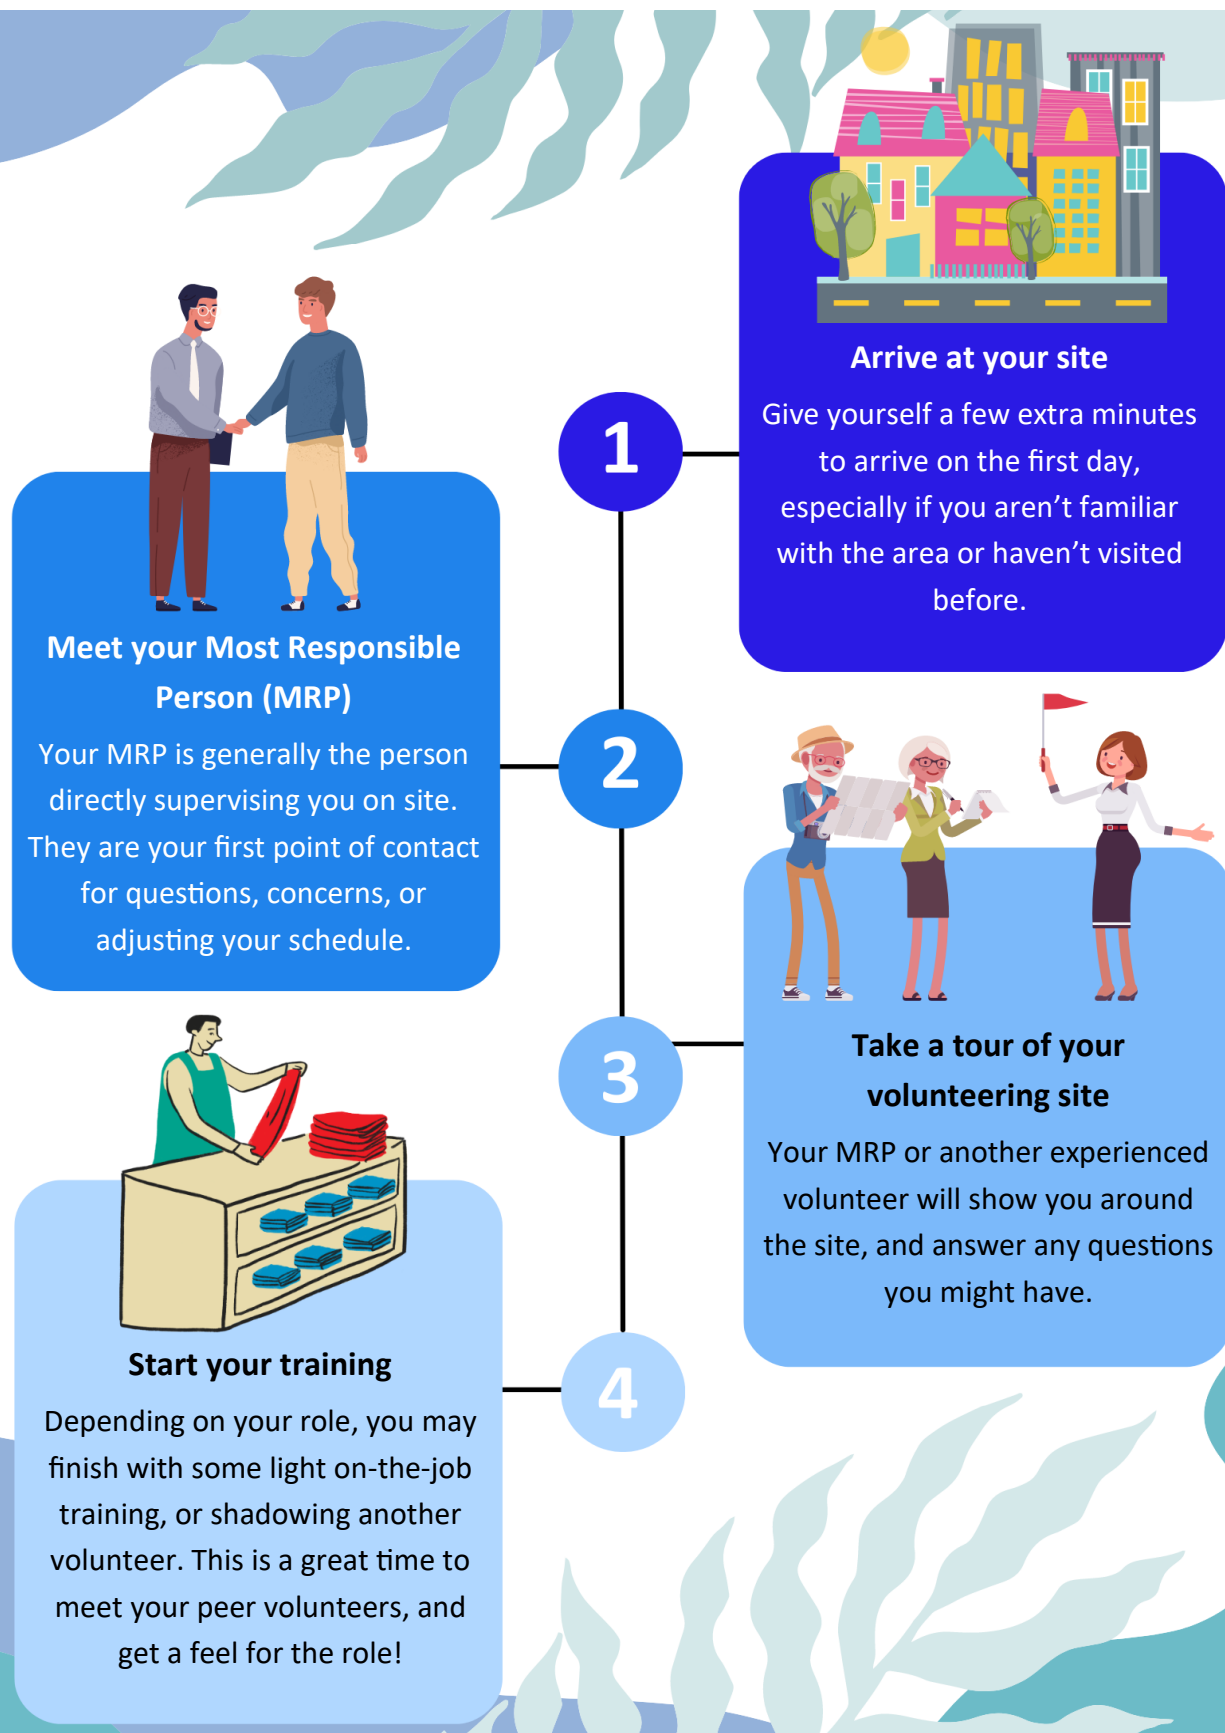 1
Arrive at your site
Give yourself a few extra minutes
to arrive on the first day,
especially if you aren’t familiar
with the area or haven’t visited
before.
2
Meet your Most Responsible
Person (MRP)
Your MRP is generally the person
directly supervising you on site.
They are your first point of contact
for questions, concerns, or
adjusting your schedule.
3
Take a tour of your
volunteering site
Your MRP or another experienced
volunteer will show you around
the site, and answer any questions
you might have.
4
Start your training
Depending on your role, you may
finish with some light on-the-job
training, or shadowing another
volunteer. This is a great time to
meet your peer volunteers, and
get a feel for the role!